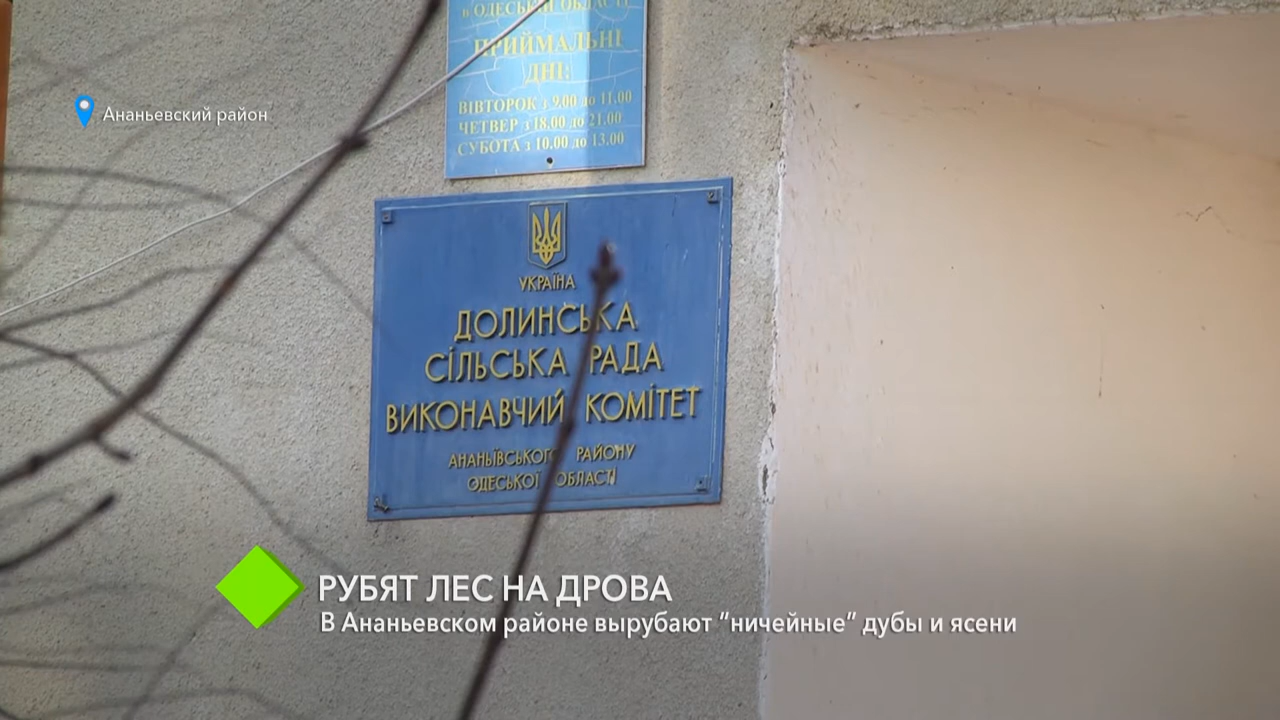 в ОДЕСЬКІЙ ОБЛАСТІ
ПРИЙМАЛЬНІ
ДНІ:
ВІВТОРОК з 9.00 до 11.00
ЧЕТВЕР з 18.00 до 21.00
СУБОТА з 10.00 до 13.00
Ананьевский район
УКРАЇНА
ДОЛИНСЬКА
СІЛЬСЬКА РАДА
ВИКОНАВЧИЙ КОМІТЕТ
АНАНЬЇВСЬКОГО РАЙОНУ
ОДЕСЬКОЇ ОБЛАСТІ
РУБЯТ ЛЕС НА ДРОВА
В Ананьевском районе вырубают “ничейные” дубы и ясени